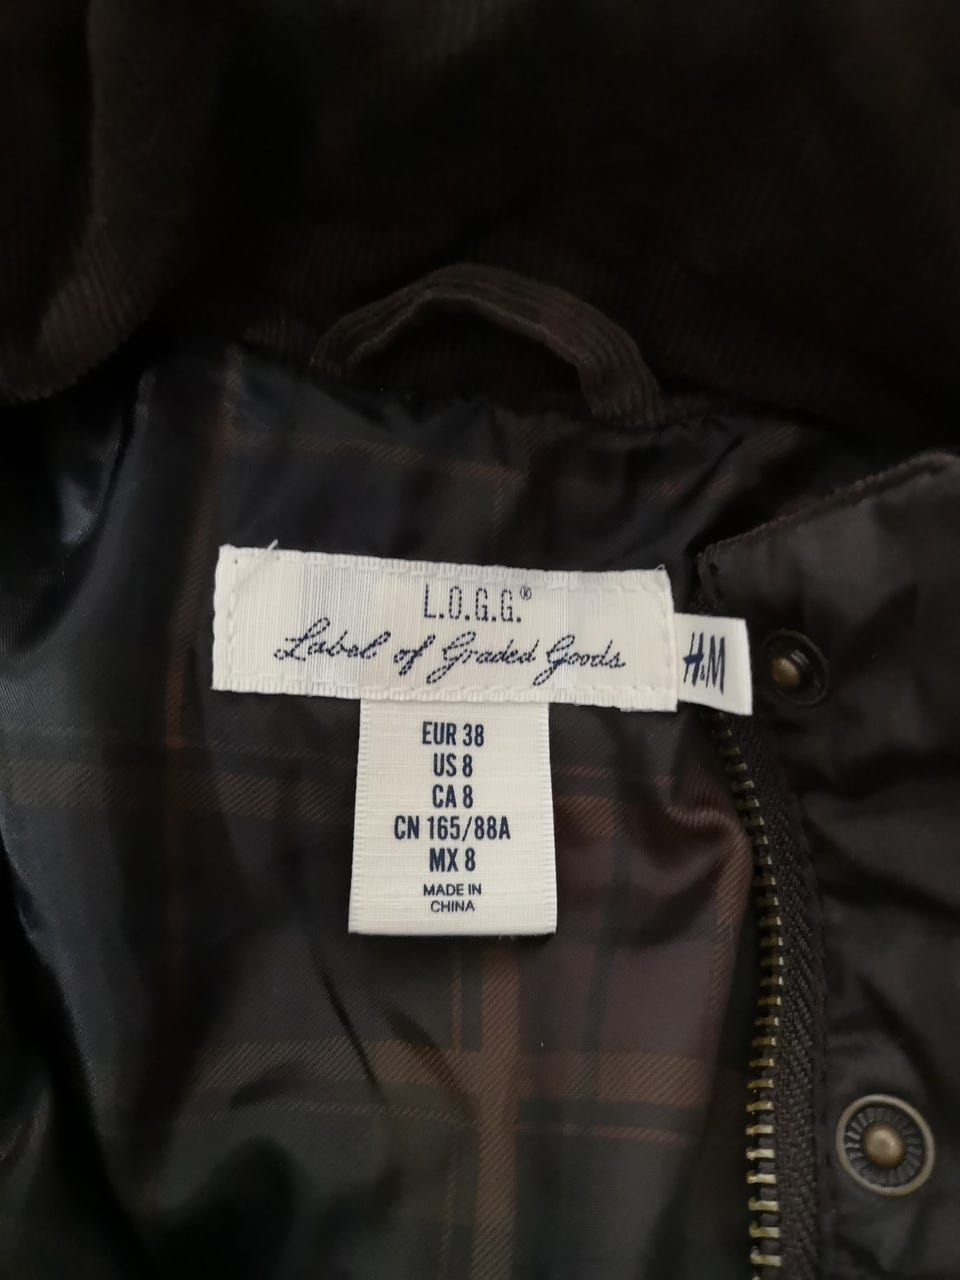 L.O.G.G.®
Label of Graded Goods
H&M
EUR 38
US 8
CA 8
CN 165/88A
MX 8
MADE IN
CHINA